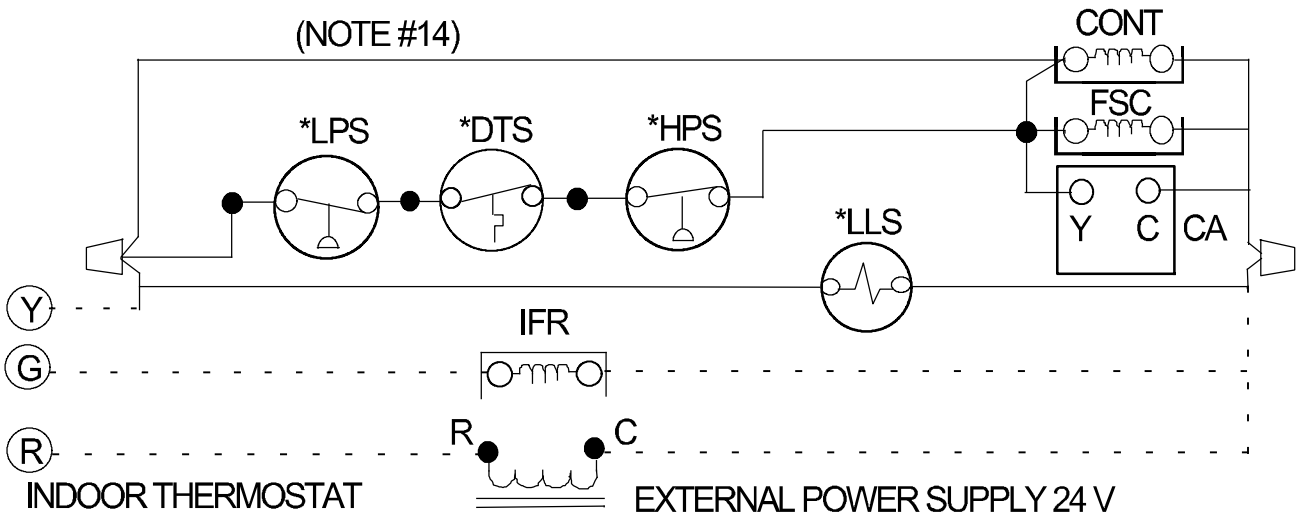 (NOTE #14)
CONT
FSC
*LPS
*DTS
*HPS
Y C CA
*LLS
Y
IFR
G
R
R C
INDOOR THERMOSTAT
EXTERNAL POWER SUPPLY 24 V